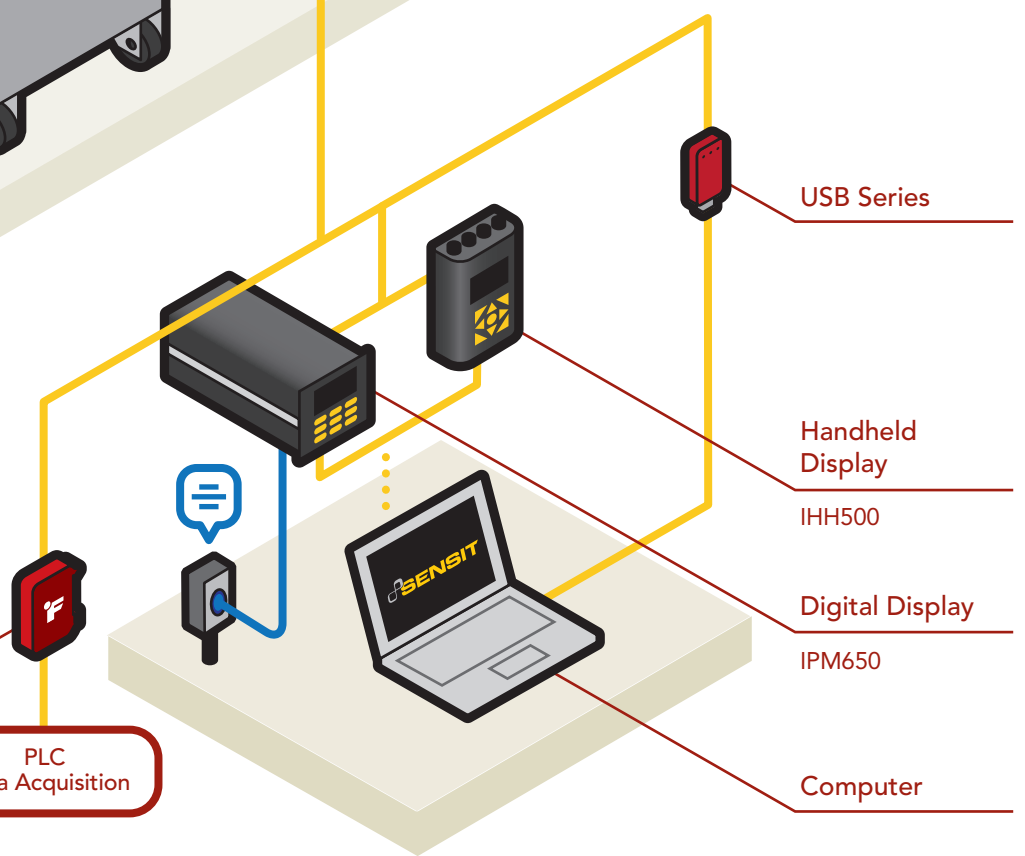 USB Series
Handheld
Display
IHH500
SENSIT
Digital Display
IPM650
PLC
a Acquisition
Computer